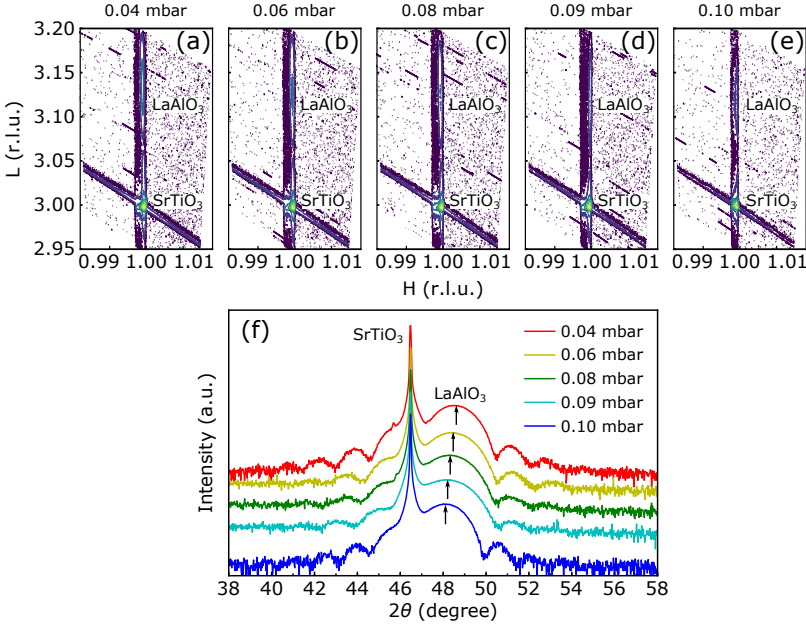 0.04 mbar 0.06 mbar 0.08 mbar 0.09 mbar 0.10 mbar
3.20 (a) (b) (c) (d) (e)
3.15
LaAlO₃ LaAlO₃ LaAlO₃ LaAlO₃ LaAlO₃
3.10
L (r.l.u.)
3.05
SrTiO₃ SrTiO₃ SrTiO₃ SrTiO₃ SrTiO₃
3.00
2.95
0.99 1.00 1.01 0.99 1.00 1.01 0.99 1.00 1.01 0.99 1.00 1.01 0.99 1.00 1.01
H (r.l.u.)
(f)
SrTiO₃
LaAlO₃
0.04 mbar
0.06 mbar
0.08 mbar
0.09 mbar
0.10 mbar
Intensity (a.u.)
38 40 42 44 46 48 50 52 54 56 58
2θ (degree)